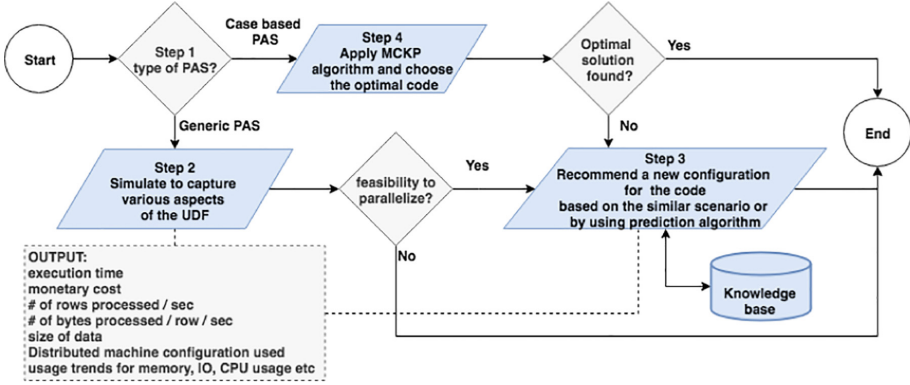 Start
Step 1
type of PAS?
Case based
PAS
Step 4
Apply MCKP
algorithm and choose
the optimal code
Optimal
solution
found?
Yes
End
Generic PAS
No
Step 2
Simulate to capture
various aspects
of the UDF
feasibility to
parallelize?
Yes
Step 3
Recommend a new configuration
for the code
based on the similar scenario or
by using prediction algorithm
No
OUTPUT:
execution time
monetary cost
# of rows processed / sec
# of bytes processed / row / sec
size of data
Distributed machine configuration used
usage trends for memory, IO, CPU usage etc
Knowledge
base